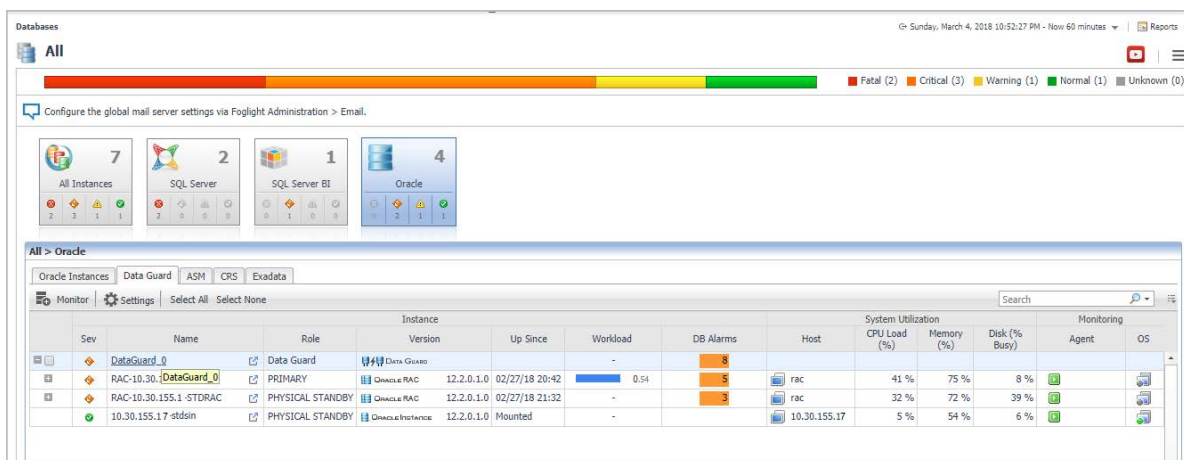 Databases
Sunday, March 4, 2018 10:52:27 PM - Now 60 minutes
Reports
All
Fatal (2) Critical (3) Warning (1) Normal (1) Unknown (0)
Configure the global mail server settings via Foglight Administration > Email.
7 2 1 4
All Instances SQL Server SQL Server BI Oracle
2 3 1 1 2 0 0 0 0 1 0 0 0 2 1 1
All > Oracle
Oracle Instances Data Guard ASM CRS Exadata
Monitor Settings Select All Select None Search
Instance System Utilization Monitoring
Sev Name Role Version Up Since Workload DB Alarms Host CPU Load (%) Memory (%) Disk (% Busy) Agent OS
DataGuard_0 Data Guard DATA GUARD - 8
RAC-10.30. DataGuard_0 PRIMARY ORACLE RAC 12.2.0.1.0 02/27/18 20:42 0.54 5 rac 41 % 75 % 8 %
RAC-10.30.155.1-STDRAC PHYSICAL STANDBY ORACLE RAC 12.2.0.1.0 02/27/18 21:32 - 3 rac 32 % 72 % 39 %
10.30.155.17-stdsin PHYSICAL STANDBY ORACLE INSTANCE 12.2.0.1.0 Mounted - 10.30.155.17 5 % 54 % 6 %